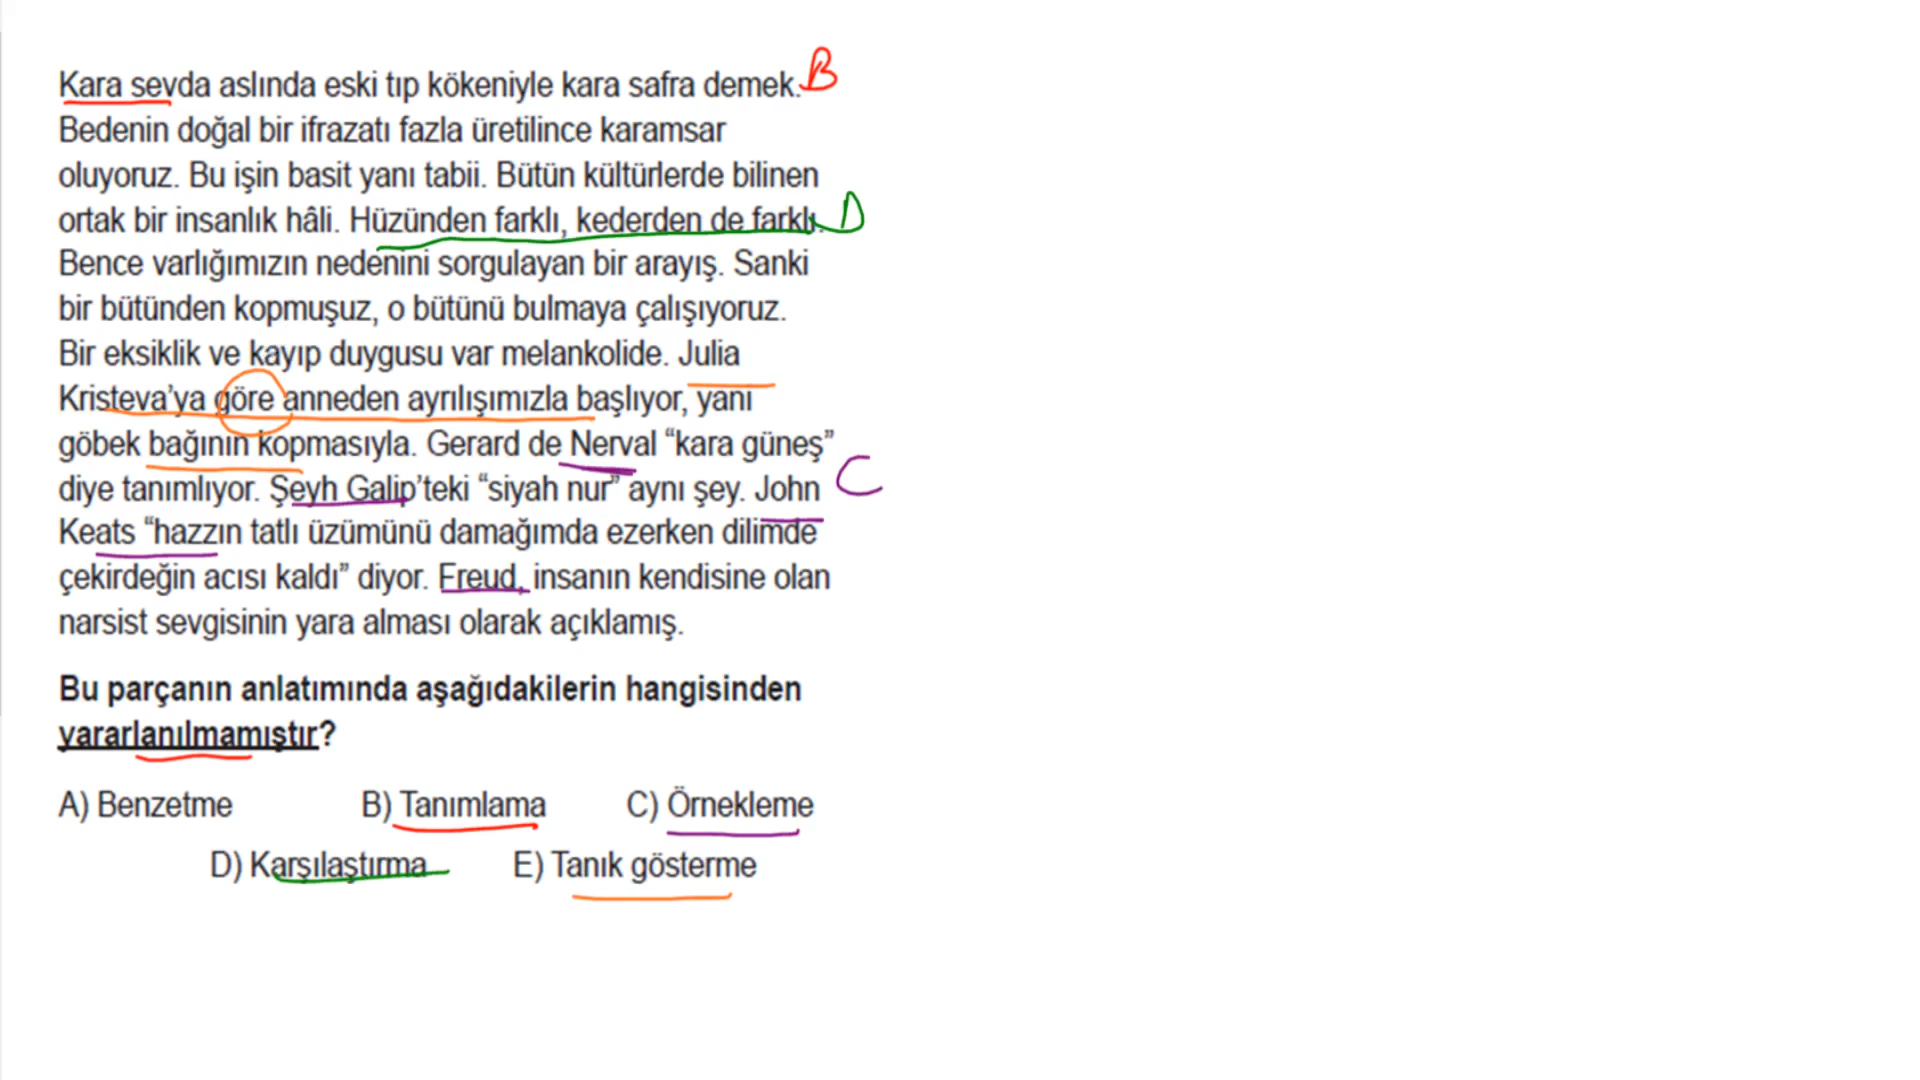 Kara sevda aslında eski tıp kökeniyle kara safra demek. B
Bedenin doğal bir ifrazatı fazla üretilince karamsar
oluyoruz. Bu işin basit yanı tabii. Bütün kültürlerde bilinen
ortak bir insanlık hâli. Hüzünden farklı, kederden de farklı. D
Bence varlığımızın nedenini sorgulayan bir arayış. Sanki
bir bütünden kopmuşuz, o bütünü bulmaya çalışıyoruz.
Bir eksiklik ve kayıp duygusu var melankolide. Julia
Kristeva’ya göre anneden ayrılışımızla başlıyor, yani
göbek bağının kopmasıyla. Gerard de Nerval “kara güneş”
diye tanımlıyor. Şeyh Galip’teki “siyah nur” aynı şey. John C
Keats “hazzın tatlı üzümünü damağımda ezerken dilimde
çekirdeğin acısı kaldı” diyor. Freud, insanın kendisine olan
narsist sevgisinin yara alması olarak açıklamış.
Bu parçanın anlatımında aşağıdakilerin hangisinden
yararlanılmamıştır?
A) Benzetme B) Tanımlama C) Örnekleme
D) Karşılaştırma E) Tanık gösterme